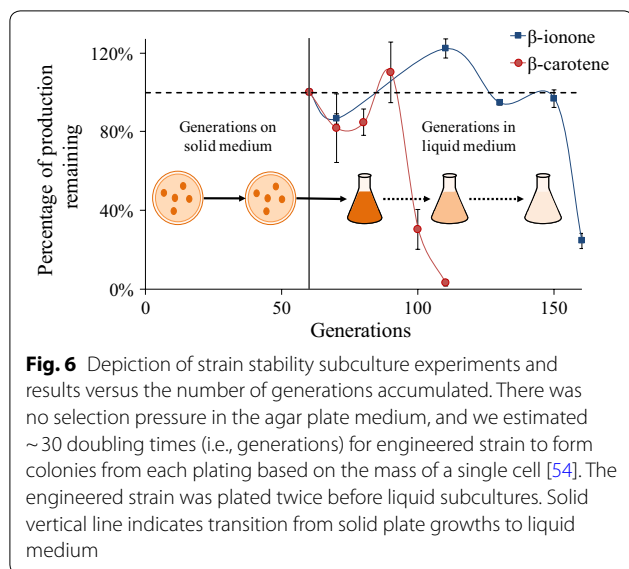 120%
80%
40%
0%
Percentage of production
remaining
β-ionone
β-carotene
Generations on
solid medium
Generations in
liquid medium
0
50
100
150
Generations
Fig. 6 Depiction of strain stability subculture experiments and
results versus the number of generations accumulated. There was
no selection pressure in the agar plate medium, and we estimated
~ 30 doubling times (i.e., generations) for engineered strain to form
colonies from each plating based on the mass of a single cell [54]. The
engineered strain was plated twice before liquid subcultures. Solid
vertical line indicates transition from solid plate growths to liquid
medium